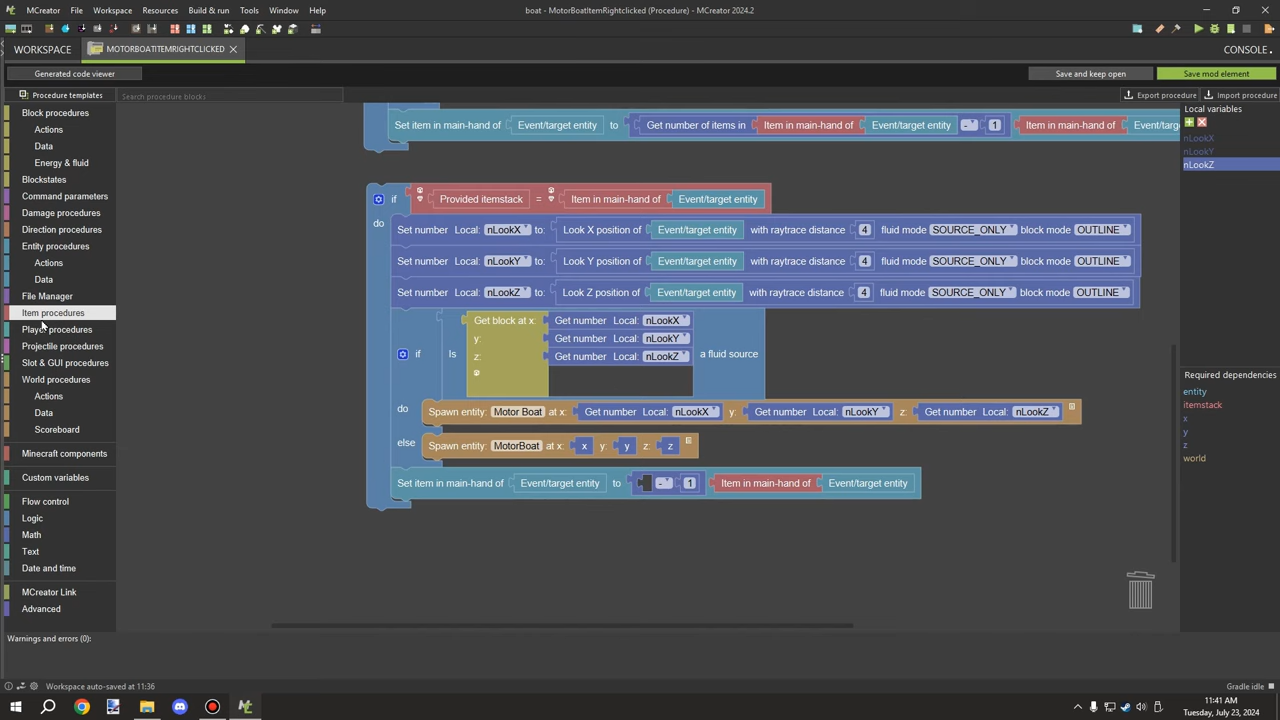 MCreator File Workspace Resources Build & run Tools Window Help boat - MotorBoatItemRightclicked (Procedure) - MCreator 2024.2
WORKSPACE MOTORBOATITEMRIGHTCLICKED CONSOLE
Generated code viewer Save and keep open Save mod element
Procedure templates Search procedure blocks Export procedure Import procedure
Block procedures
Actions
Data
Energy & fluid
Blockstates
Command parameters
Damage procedures
Direction procedures
Entity procedures
Actions
Data
File Manager
Item procedures
Player procedures
Projectile procedures
Slot & GUI procedures
World procedures
Actions
Data
Scoreboard
Minecraft components
Custom variables
Flow control
Logic
Math
Text
Date and time
MCreator Link
Advanced
Set item in main-hand of Event/target entity to Get number of items in Item in main-hand of Event/target entity - 1 Item in main-hand of Event/targ
if Provided itemstack = Item in main-hand of Event/target entity
do Set number Local: nLookX to: Look X position of Event/target entity with raytrace distance 4 fluid mode SOURCE_ONLY block mode OUTLINE
Set number Local: nLookY to: Look Y position of Event/target entity with raytrace distance 4 fluid mode SOURCE_ONLY block mode OUTLINE
Set number Local: nLookZ to: Look Z position of Event/target entity with raytrace distance 4 fluid mode SOURCE_ONLY block mode OUTLINE
Get block at x: Get number Local: nLookX
y: Get number Local: nLookY
z: Get number Local: nLookZ
if Is a fluid source
do Spawn entity: Motor Boat at x: Get number Local: nLookX y: Get number Local: nLookY z: Get number Local: nLookZ
else Spawn entity: MotorBoat at x: x y: y z: z
Set item in main-hand of Event/target entity to - 1 Item in main-hand of Event/target entity
Local variables
nLookX
nLookY
nLookZ
Required dependencies:
entity
itemstack
x
y
z
world
Warnings and errors (0):
Workspace auto-saved at 11:36 Gradle idle
11:41 AM
Tuesday, July 23, 2024